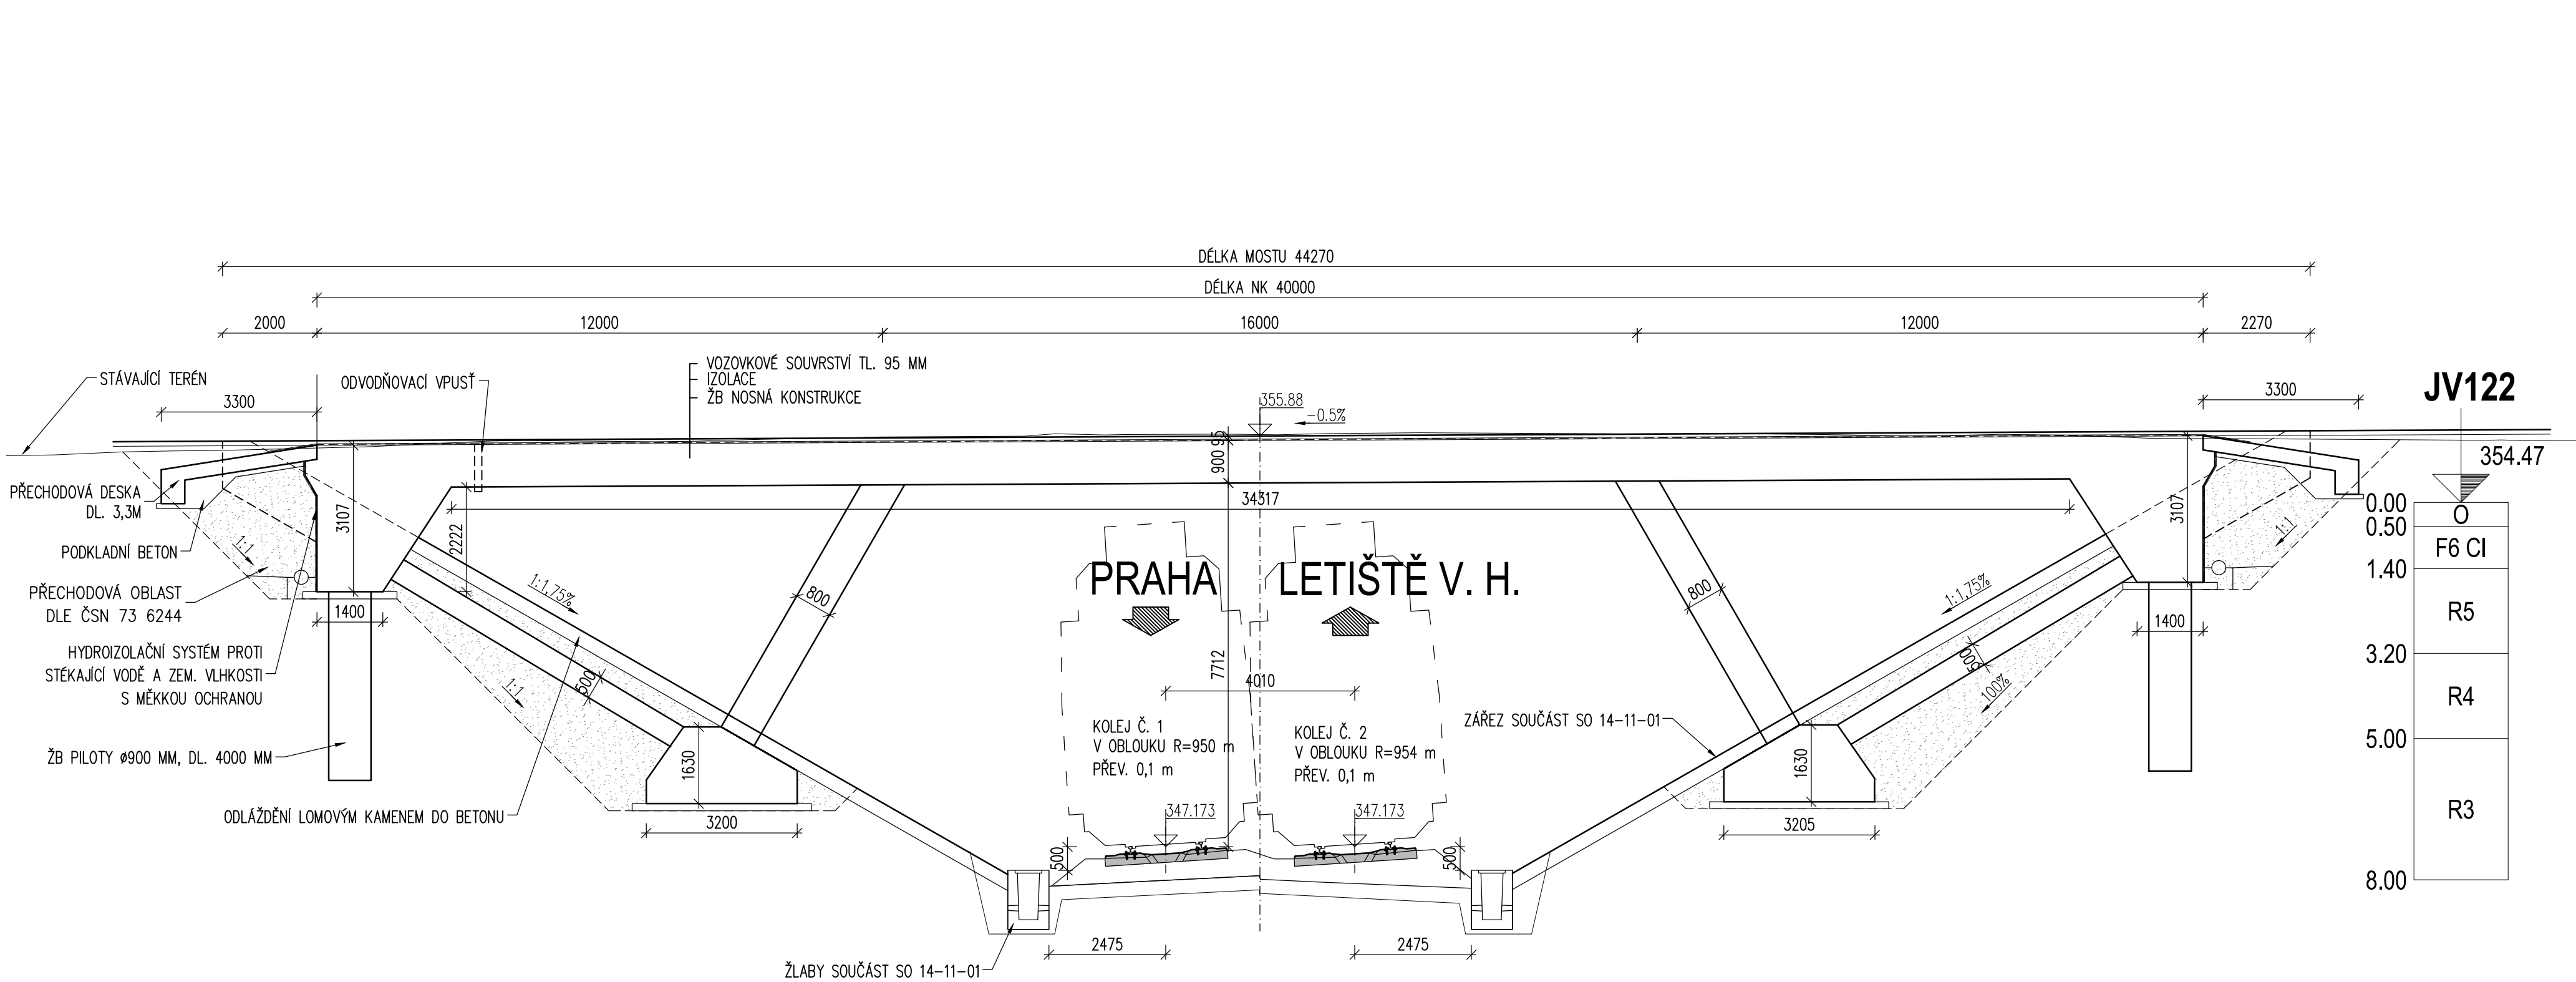 DÉLKA MOSTU 44270
DÉLKA NK 40000
2000
12000
16000
12000
2270
VOZOVKOVÉ SOUVRSTVÍ TL. 95 MM
IZOLACE
ŽB NOSNÁ KONSTRUKCE
STÁVAJÍCÍ TERÉN
ODVODŇOVACÍ VPUSŤ
3300
355.88
-0.5%
3300
JV122
354.47
95
900
34317
PŘECHODOVÁ DESKA
DL. 3,3M
PODKLADNÍ BETON
PŘECHODOVÁ OBLAST
DLE ČSN 73 6244
HYDROIZOLAČNÍ SYSTÉM PROTI
STÉKAJÍCÍ VODĚ A ZEM. VLHKOSTI
S MĚKKOU OCHRANOU
ŽB PILOTY ø900 MM, DL. 4000 MM
ODLÁŽDĚNÍ LOMOVÝM KAMENEM DO BETONU
1:1
3107
2222
1400
1:1,75%
1:1
500
800
1630
3200
PRAHA
LETIŠTĚ V. H.
7712
4010
KOLEJ Č. 1
V OBLOUKU R=950 m
PŘEV. 0,1 m
KOLEJ Č. 2
V OBLOUKU R=954 m
PŘEV. 0,1 m
347.173
347.173
500
500
2475
2475
ŽLABY SOUČÁST SO 14-11-01
ZÁŘEZ SOUČÁST SO 14-11-01
800
1:1,75%
500
100%
1630
3205
3107
1400
1:1
0.00
O
0.50
F6 CI
1.40
R5
3.20
R4
5.00
R3
8.00